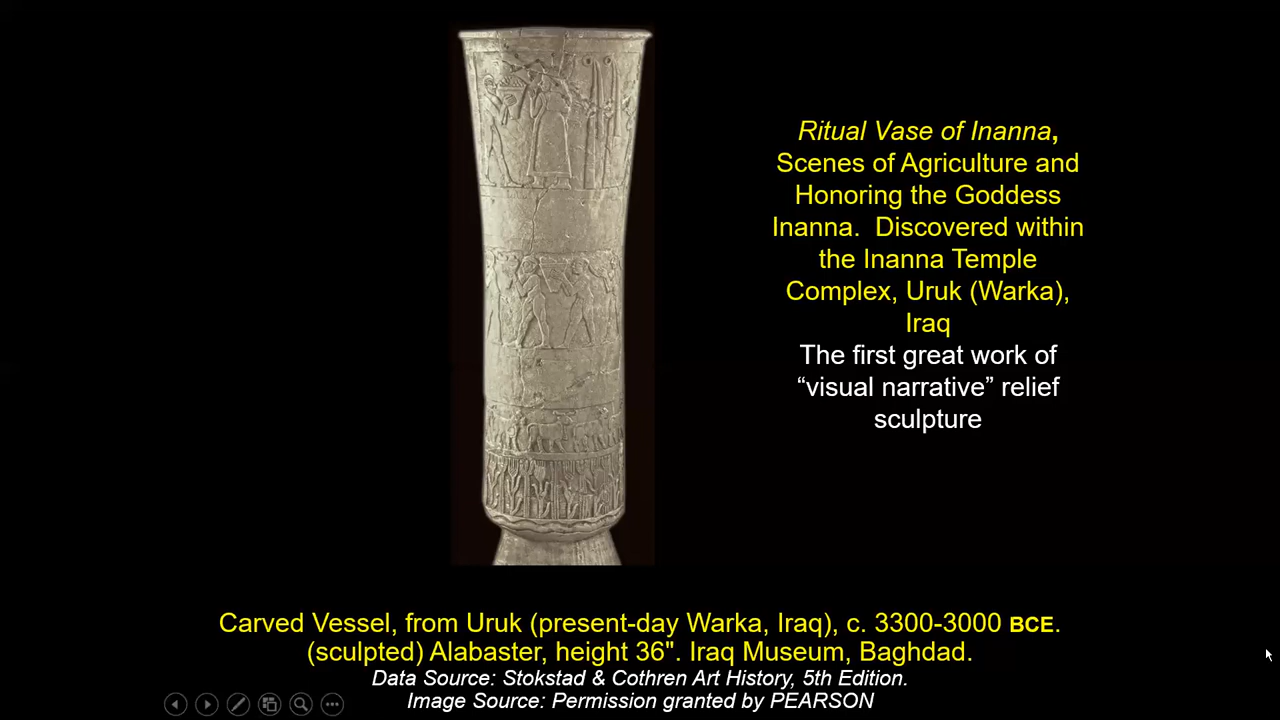 Ritual Vase of Inanna,
Scenes of Agriculture and
Honoring the Goddess
Inanna.  Discovered within
the Inanna Temple
Complex, Uruk (Warka),
Iraq
The first great work of
“visual narrative” relief
sculpture
Carved Vessel, from Uruk (present-day Warka, Iraq), c. 3300-3000 BCE.
(sculpted) Alabaster, height 36". Iraq Museum, Baghdad.
Data Source: Stokstad & Cothren Art History, 5th Edition.
Image Source: Permission granted by PEARSON